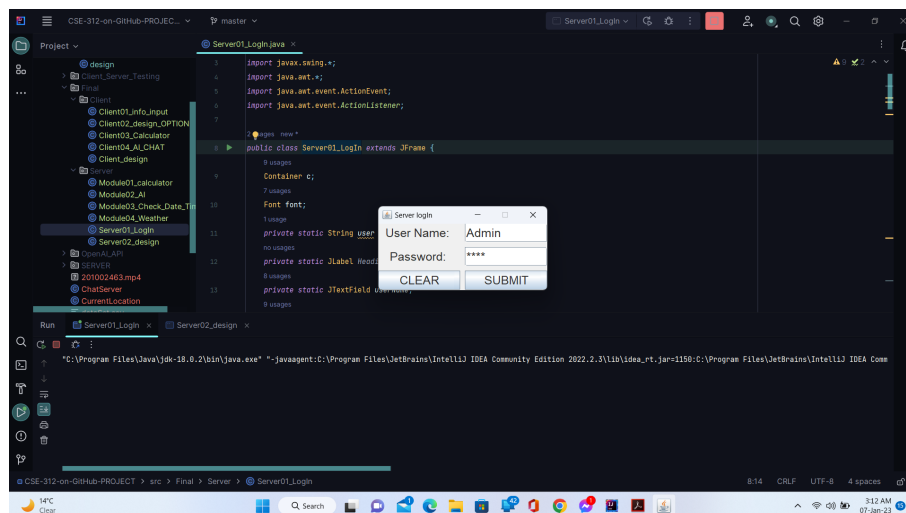 CSE-312-on-GitHub-PROJEC...
master
Server01_LogIn
Project
Server01_LogIn.java
design
Client_Server_Testing
Final
Client
Client01_info_input
Client02_design_OPTION
Client03_Calculator
Client04_AI_CHAT
Client_design
Server
Module01_calculator
Module02_AI
Module03_Check_Date_Tin
Module04_Weather
Server01_LogIn
Server02_design
OpenAI_API
SERVER
201002463.mp4
ChatServer
CurrentLocation
9 2
3 import javax.swing.*;
4 import java.awt.*;
5 import java.awt.event.ActionEvent;
6 import java.awt.event.ActionListener;
7
2 usages new *
8 public class Server01_LogIn extends JFrame {
9 usages
9 Container c;
7 usages
10 Font font;
1 usage
11 private static String user
no usages
12 private static JLabel Headi
8 usages
13 private static JTextField
9 usages
Server logIn
User Name: Admin
Password: ****
CLEAR SUBMIT
Run Server01_LogIn Server02_design
"C:\Program Files\Java\jdk-18.0.2\bin\java.exe" "-javaagent:C:\Program Files\JetBrains\IntelliJ IDEA Community Edition 2022.2.3\lib\idea_rt.jar=1150:C:\Program Files\JetBrains\IntelliJ IDEA Comm
CSE-312-on-GitHub-PROJECT > src > Final > Server > Server01_LogIn
8:14 CRLF UTF-8 4 spaces
14°C
Clear
Search
3:12 AM
07-Jan-23